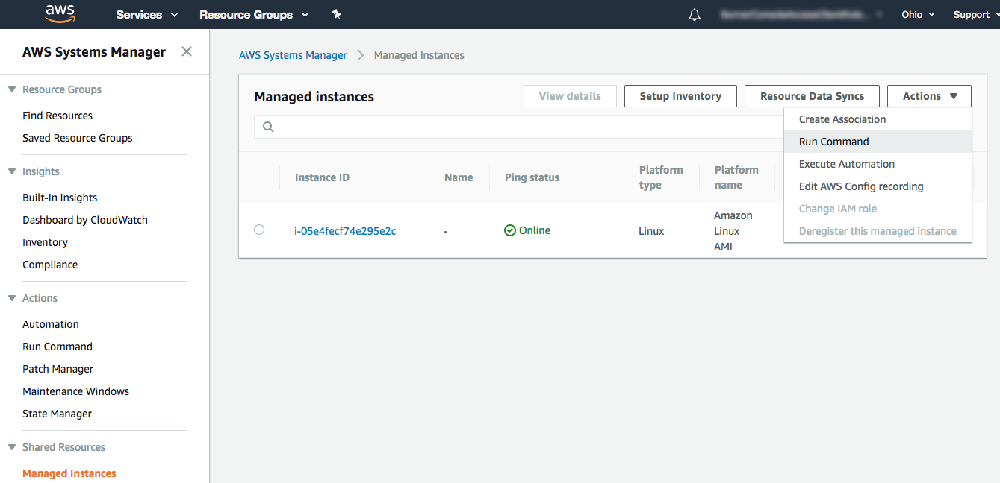 aws Services Resource Groups Ohio Support
AWS Systems Manager
Resource Groups
Find Resources
Saved Resource Groups
Insights
Built-In Insights
Dashboard by CloudWatch
Inventory
Compliance
Actions
Automation
Run Command
Patch Manager
Maintenance Windows
State Manager
Shared Resources
Managed Instances
AWS Systems Manager Managed Instances
Managed instances View details Setup Inventory Resource Data Syncs Actions
Create Association
Run Command
Execute Automation
Edit AWS Config recording
Change IAM role
Deregister this managed instance
Instance ID Name Ping status Platform type Platform name
i-05e4fecf74e295e2c - Online Linux Amazon Linux AMI